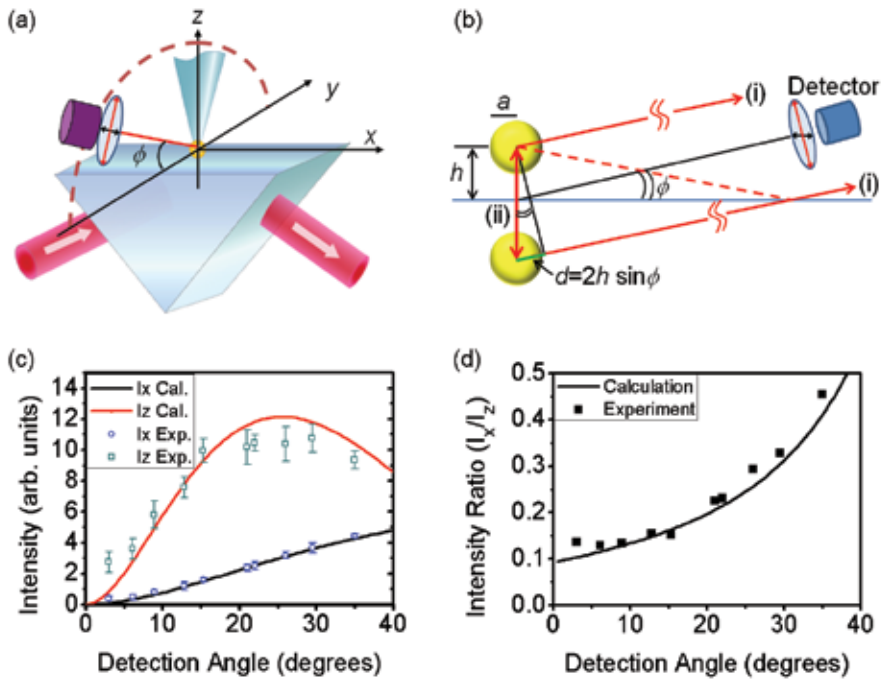 (a)
z
y
x
ϕ
(b)
a
(i)
Detector
h
ϕ
(i)
(ii)
d=2h sinϕ
(c)
Intensity (arb. units)
14
12
10
8
6
4
2
0
Ix Cal.
Iz Cal.
Ix Exp.
Iz Exp.
0 10 20 30 40
Detection Angle (degrees)
(d)
Intensity Ratio (Iₓ/I_z)
0.5
0.4
0.3
0.2
0.1
0.0
Calculation
Experiment
0 10 20 30 40
Detection Angle (degrees)